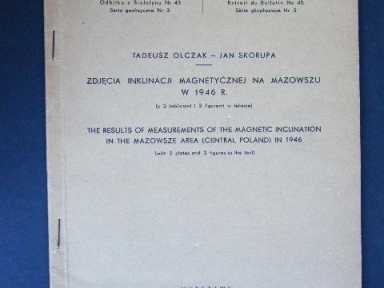 Odbitka z Biuletynu Nr 45 Extrait du Bulletin No 45
Seria geofizyczna Nr 3 Série géophysique Nr 3
TADEUSZ OLCZAK – JAN SKORUPA
ZDJĘCIA INKLINACJI MAGNETYCZNEJ NA MAZOWSZU
W 1946 R.
(z 2 tablicami i 3 figurami w tekście)
THE RESULTS OF MEASUREMENTS OF THE MAGNETIC INCLINATION
IN THE MAZOWSZE AREA (CENTRAL POLAND) IN 1946
(with 2 plates and 3 figures in the text)